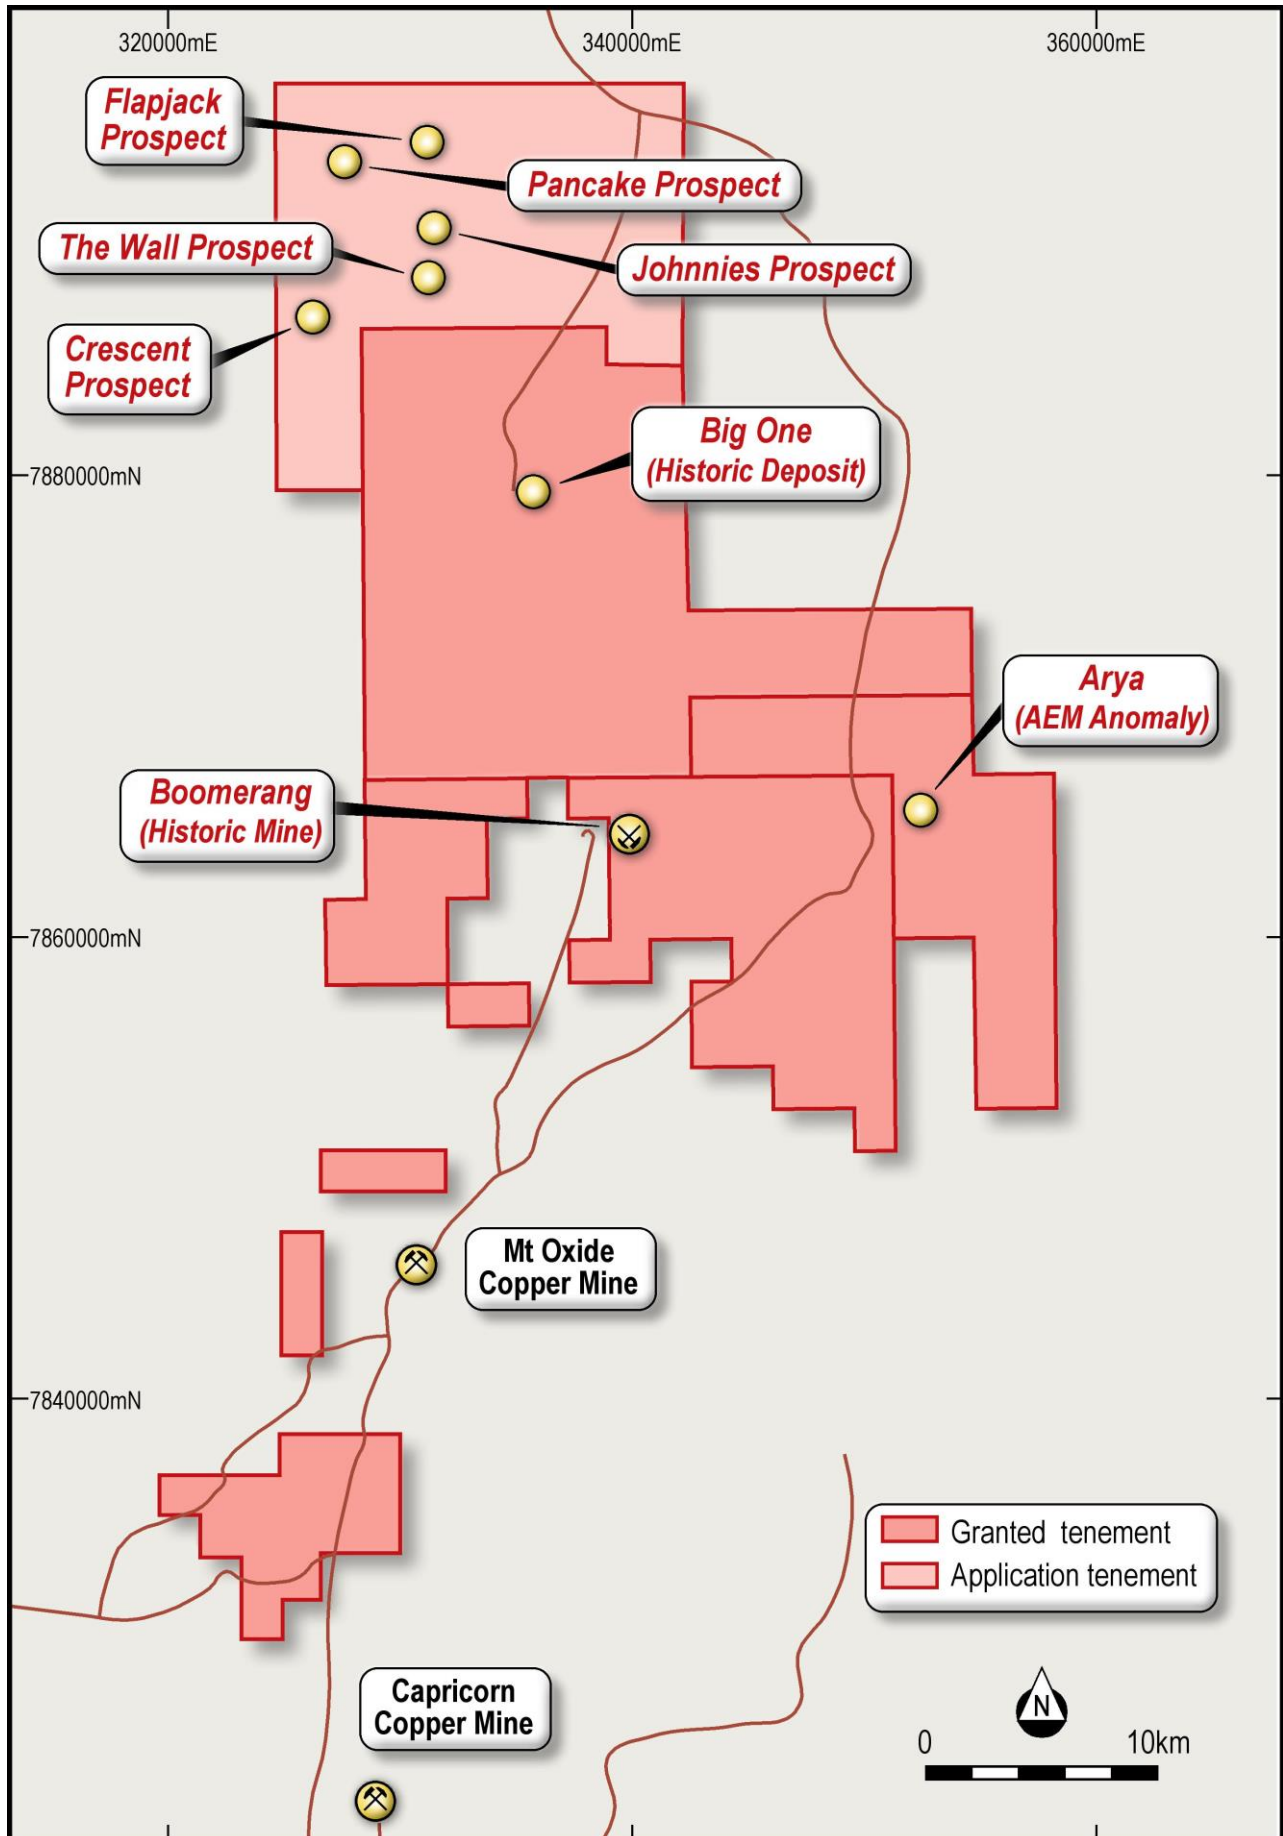 320000mE
340000mE
360000mE
Flapjack
Prospect
Pancake Prospect
The Wall Prospect
Johnnies Prospect
Crescent
Prospect
Big One
(Historic Deposit)
7880000mN
Arya
(AEM Anomaly)
Boomerang
(Historic Mine)
7860000mN
Mt Oxide
Copper Mine
7840000mN
Granted tenement
Application tenement
Capricorn
Copper Mine
N
0
10km